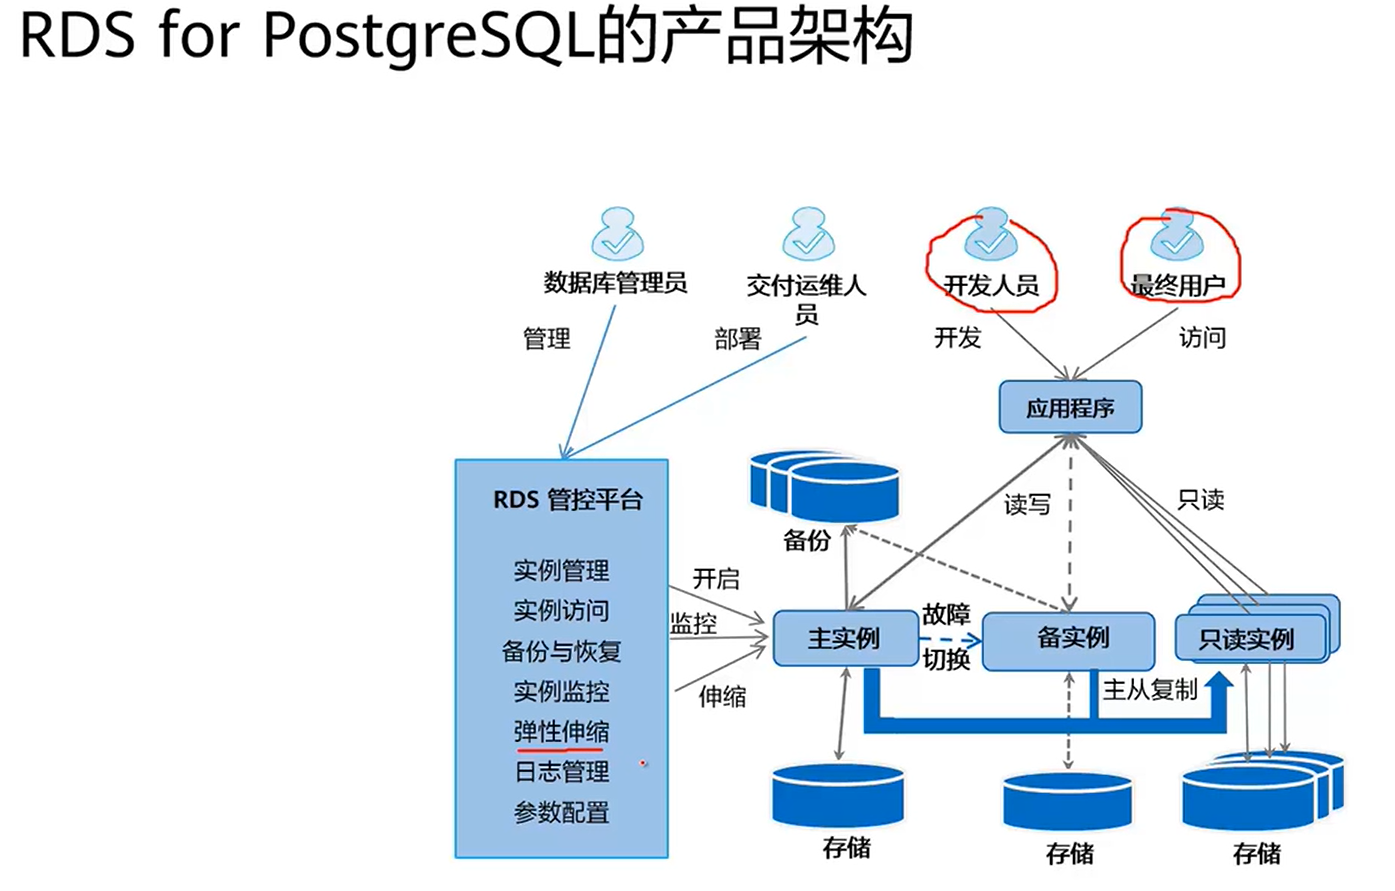 RDS for PostgreSQL的产品架构
数据库管理员
交付运维人
员
开发人员
最终用户
管理
部署
开发
访问
应用程序
RDS 管控平台
实例管理
实例访问
备份与恢复
实例监控
弹性伸缩
日志管理
参数配置
开启
监控
伸缩
备份
读写
只读
主实例
故障
切换
备实例
只读实例
主从复制
存储
存储
存储